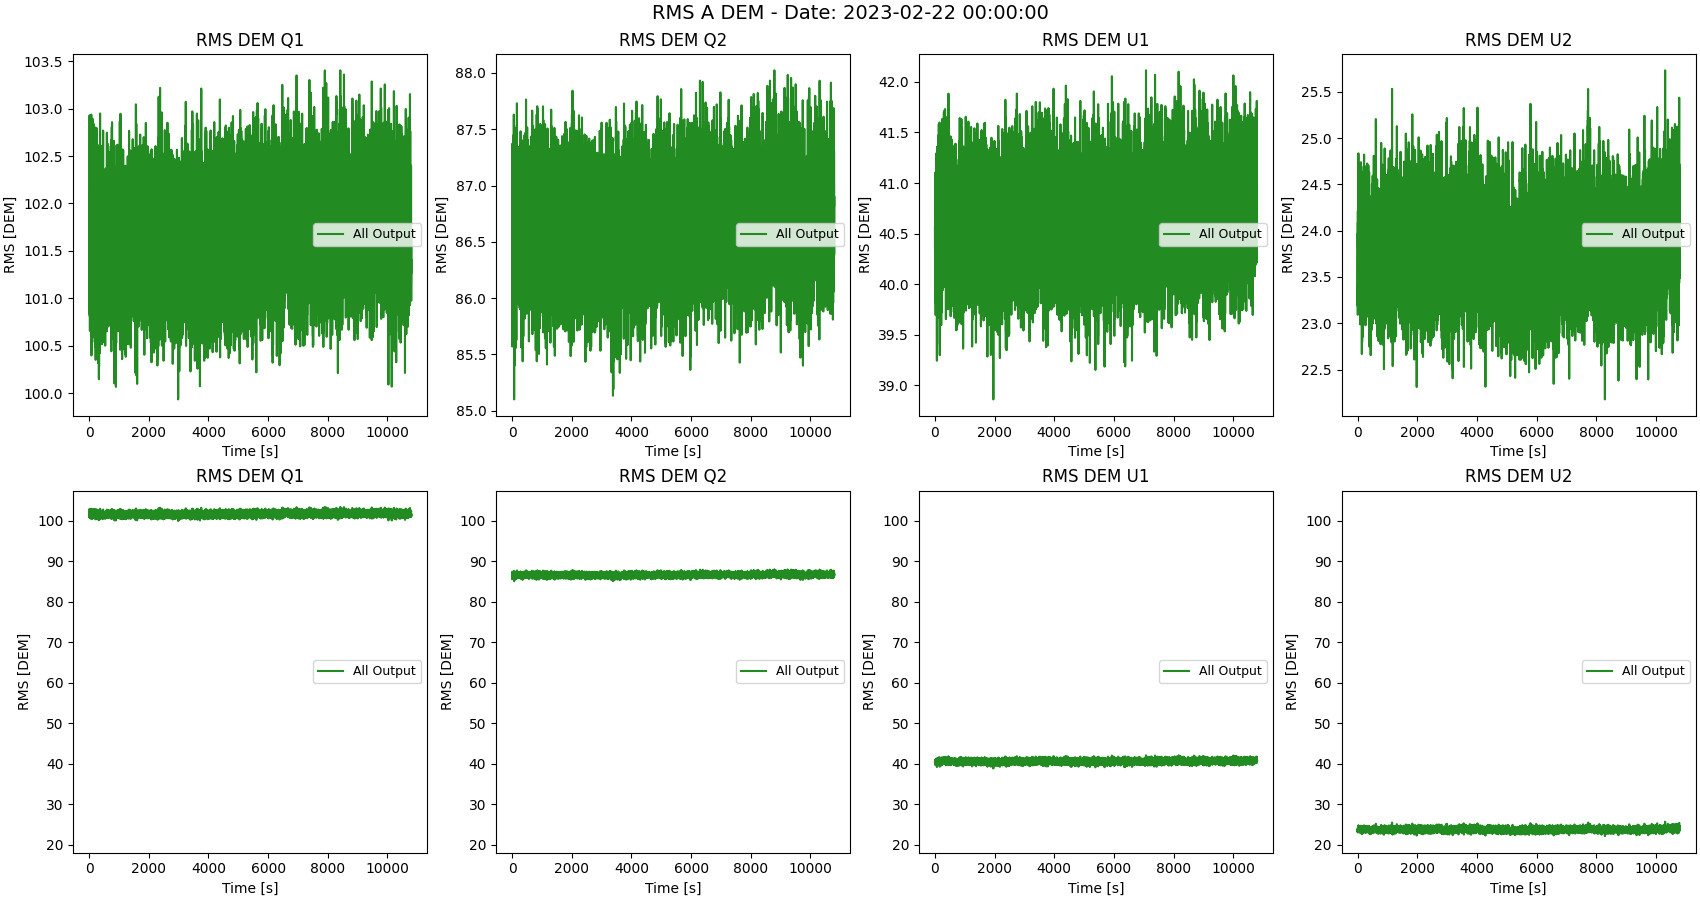 RMS A DEM - Date: 2023-02-22 00:00:00
RMS DEM Q1
RMS [DEM]
103.5
103.0
102.5
102.0
101.5
101.0
100.5
100.0
All Output
0 2000 4000 6000 8000 10000
Time [s]
RMS DEM Q2
RMS [DEM]
88.0
87.5
87.0
86.5
86.0
85.5
85.0
All Output
0 2000 4000 6000 8000 10000
Time [s]
RMS DEM U1
RMS [DEM]
42.0
41.5
41.0
40.5
40.0
39.5
39.0
All Output
0 2000 4000 6000 8000 10000
Time [s]
RMS DEM U2
RMS [DEM]
25.5
25.0
24.5
24.0
23.5
23.0
22.5
All Output
0 2000 4000 6000 8000 10000
Time [s]
RMS DEM Q1
RMS [DEM]
100
90
80
70
60
50
40
30
20
All Output
0 2000 4000 6000 8000 10000
Time [s]
RMS DEM Q2
RMS [DEM]
100
90
80
70
60
50
40
30
20
All Output
0 2000 4000 6000 8000 10000
Time [s]
RMS DEM U1
RMS [DEM]
100
90
80
70
60
50
40
30
20
All Output
0 2000 4000 6000 8000 10000
Time [s]
RMS DEM U2
RMS [DEM]
100
90
80
70
60
50
40
30
20
All Output
0 2000 4000 6000 8000 10000
Time [s]